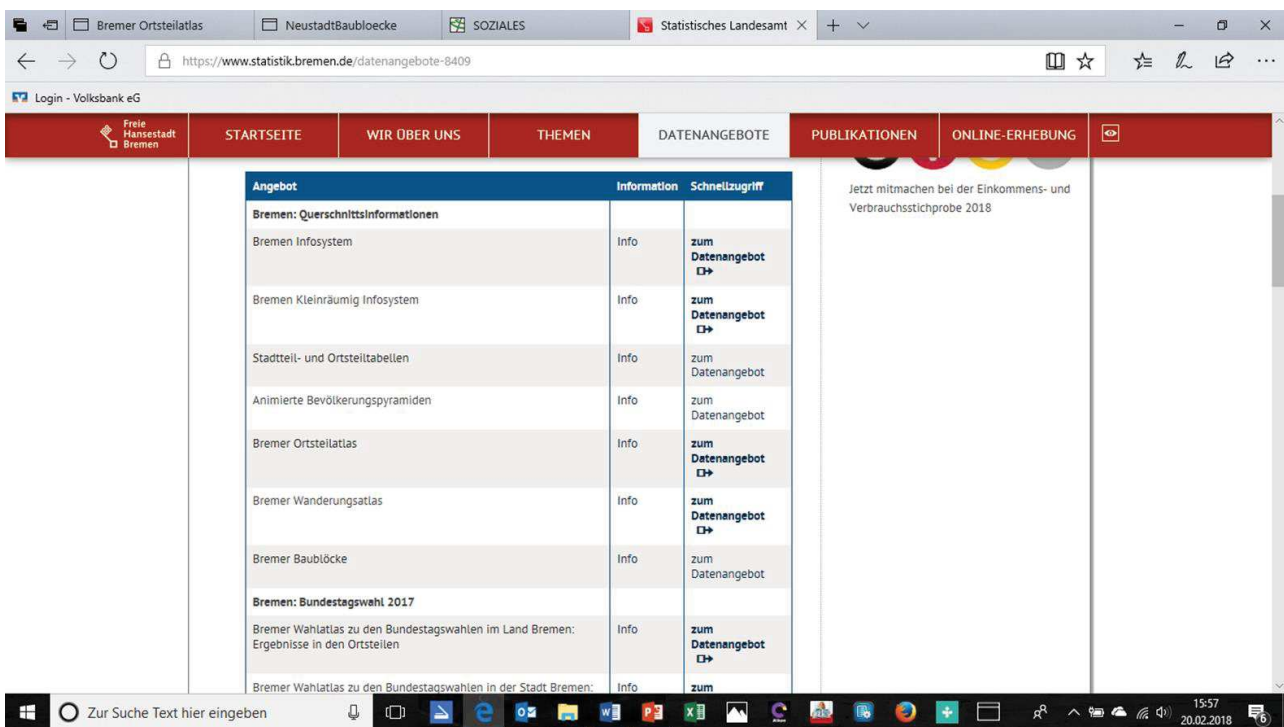 Bremer Ortsteilatlas
NeustadtBaubloecke
SOZIALES
Statistisches Landesamt
https://www.statistik.bremen.de/datenangebote-8409
Login - Volksbank eG
Freie
Hansestadt
Bremen
STARTSEITE
WIR ÜBER UNS
THEMEN
DATENANGEBOTE
PUBLIKATIONEN
ONLINE-ERHEBUNG
Jetzt mitmachen bei der Einkommens- und
Verbrauchsstichprobe 2018
Angebot Information Schnellzugriff
Bremen: Querschnittsinformationen
Bremen Infosystem Info zum
Datenangebot
Bremen Kleinräumig Infosystem Info zum
Datenangebot
Stadtteil- und Ortsteiltabellen Info zum
Datenangebot
Animierte Bevölkerungspyramiden Info zum
Datenangebot
Bremer Ortsteilatlas Info zum
Datenangebot
Bremer Wanderungsatlas Info zum
Datenangebot
Bremer Baublöcke Info zum
Datenangebot
Bremen: Bundestagswahl 2017
Bremer Wahlatlas zu den Bundestagswahlen im Land Bremen: Info zum
Ergebnisse in den Ortsteilen Datenangebot
Bremer Wahlatlas zu den Bundestagswahlen in der Stadt Bremen: Info zum
Zur Suche Text hier eingeben
15:57
20.02.2018